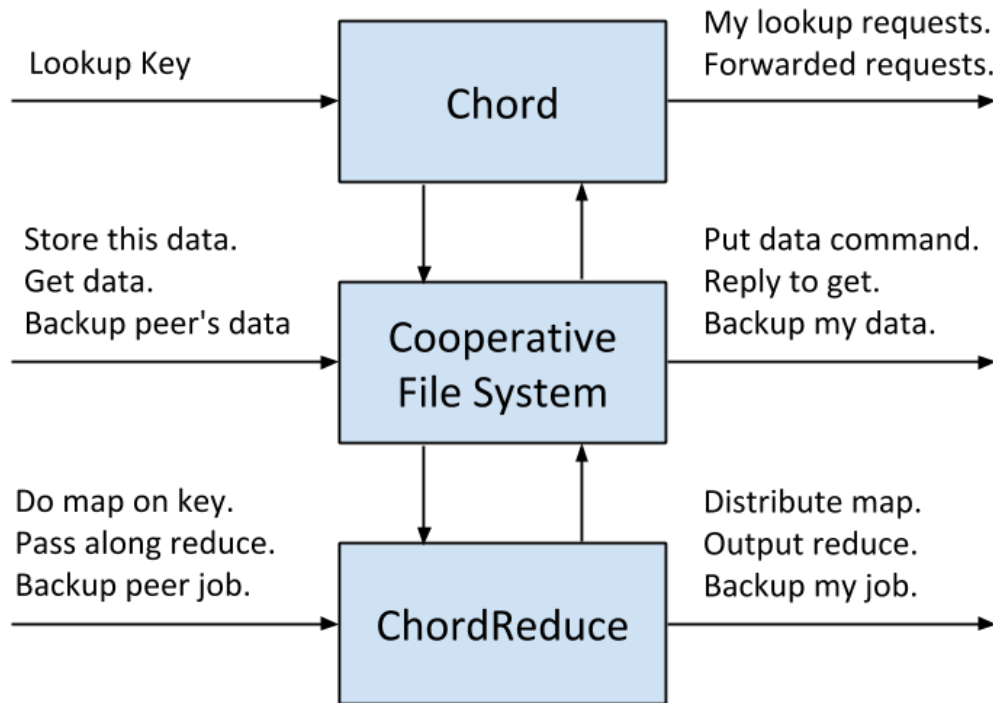 Lookup Key
Chord
My lookup requests.
Forwarded requests.
Store this data.
Get data.
Backup peer's data
Cooperative
File System
Put data command.
Reply to get.
Backup my data.
Do map on key.
Pass along reduce.
Backup peer job.
ChordReduce
Distribute map.
Output reduce.
Backup my job.